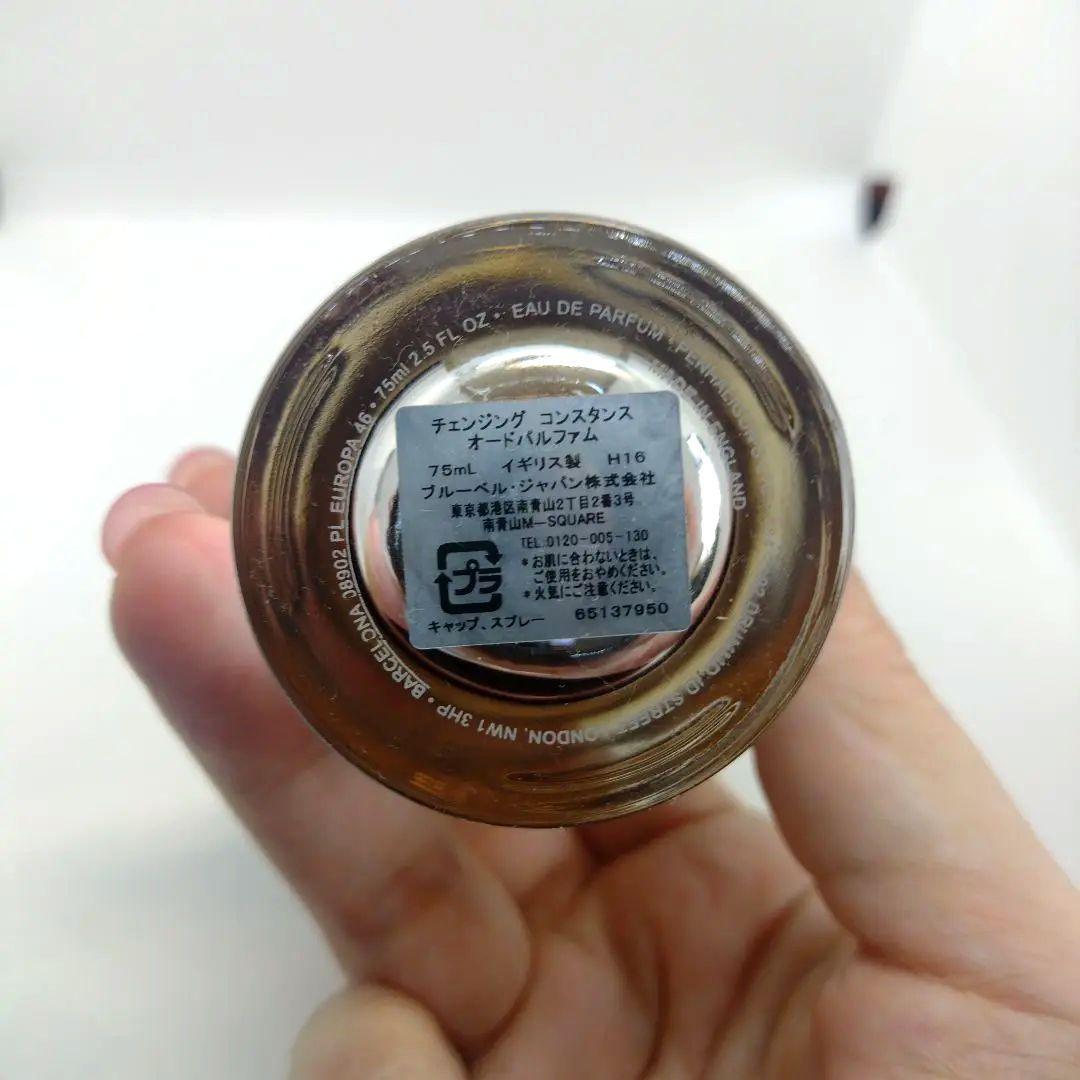 チェンジング コンスタンス
オードパルファム
75mL イギリス製 H16
ブルーベル・ジャパン株式会社
東京都港区南青山2丁目2番3号
南青山M-SQUARE
TEL:0120-005-130
*お肌に合わないときは、
ご使用をおやめください。
*火気にご注意ください。
プラ
キャップ、スプレー 65137950
75ml 2.5 FL OZ • EAU DE PARFUM •
MADE IN ENGLAND
STREET LONDON, NW1 3HP • BARCELONA 08902 PL EUROPA 46 •